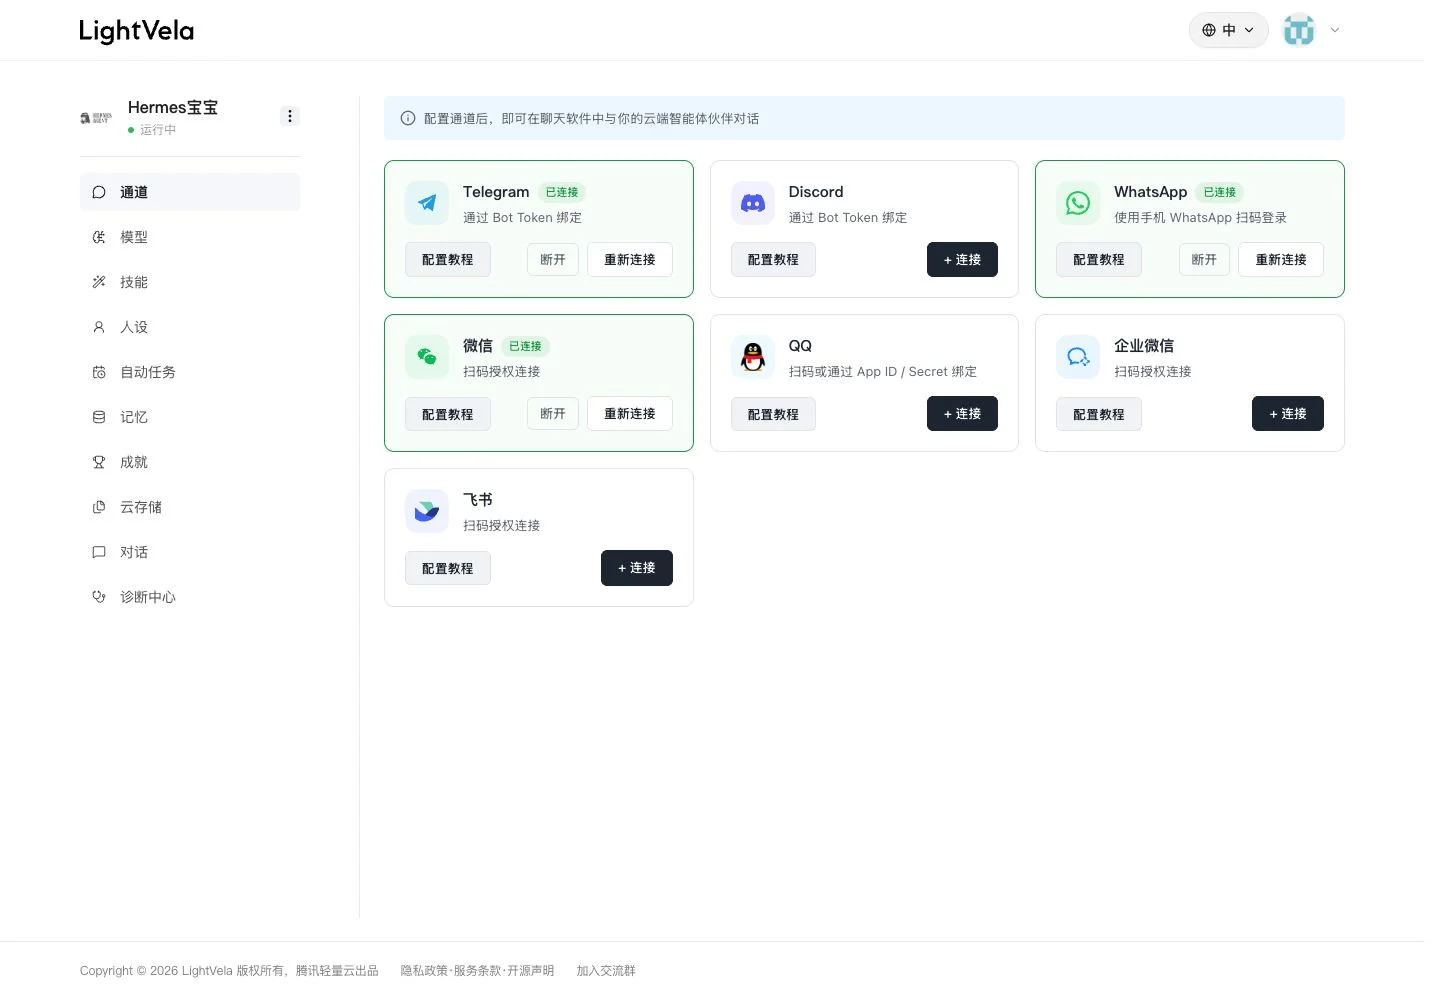 LightVela
中
Hermes宝宝
运行中
通道
模型
技能
人设
自动任务
记忆
成就
云存储
对话
诊断中心
配置通道后，即可在聊天软件中与你的云端智能体伙伴对话
Telegram 已连接
通过 Bot Token 绑定
配置教程 断开 重新连接
Discord
通过 Bot Token 绑定
配置教程 + 连接
WhatsApp 已连接
使用手机 WhatsApp 扫码登录
配置教程 断开 重新连接
微信 已连接
扫码授权连接
配置教程 断开 重新连接
QQ
扫码或通过 App ID / Secret 绑定
配置教程 + 连接
企业微信
扫码授权连接
配置教程 + 连接
飞书
扫码授权连接
配置教程 + 连接
Copyright © 2026 LightVela 版权所有，腾讯轻量云出品 隐私政策·服务条款·开源声明 加入交流群